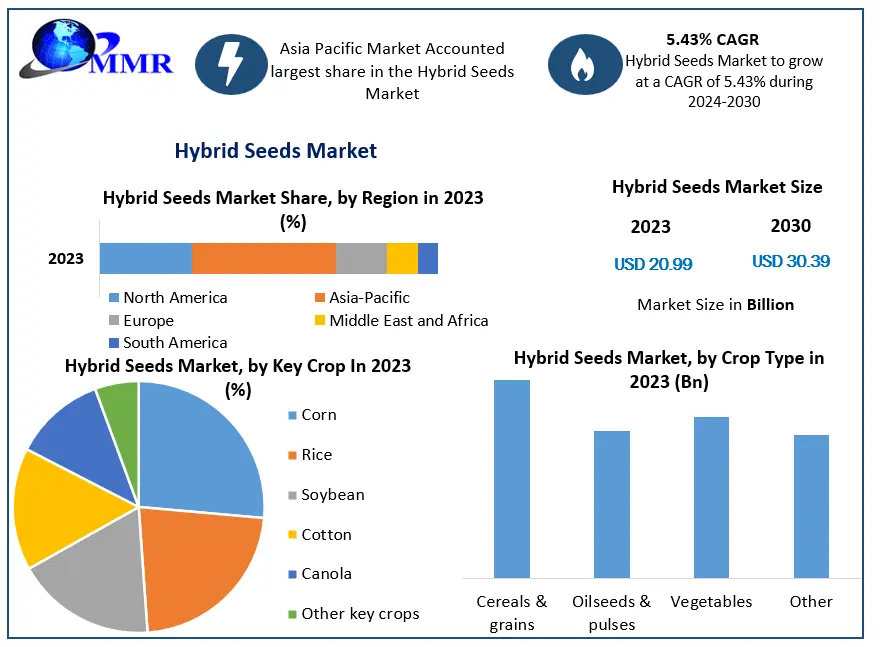 MMR
Asia Pacific Market Accounted
largest share in the Hybrid Seeds
Market
5.43% CAGR
Hybrid Seeds Market to grow
at a CAGR of 5.43% during
2024-2030
Hybrid Seeds Market
Hybrid Seeds Market Share, by Region in 2023
(%)
2023
North America
Asia-Pacific
Europe
Middle East and Africa
South America
Hybrid Seeds Market Size
2023
2030
USD 20.99
USD 30.39
Market Size in Billion
Hybrid Seeds Market, by Key Crop In 2023
(%)
Corn
Rice
Soybean
Cotton
Canola
Other key crops
Hybrid Seeds Market, by Crop Type in
2023 (Bn)
Cereals &
grains
Oilseeds &
pulses
Vegetables
Other